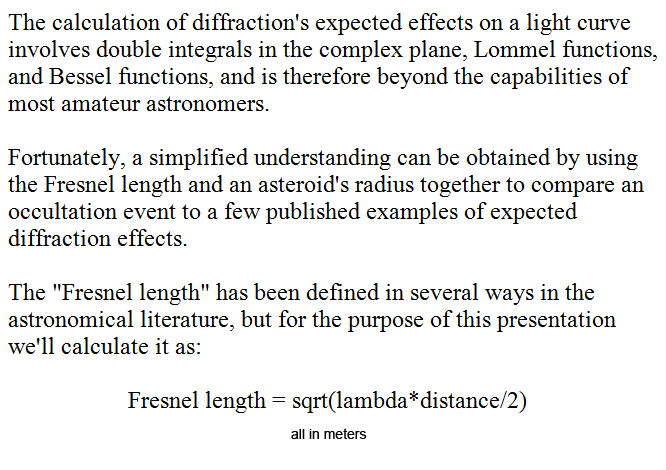 The calculation of diffraction's expected effects on a light curve
involves double integrals in the complex plane, Lommel functions,
and Bessel functions, and is therefore beyond the capabilities of
most amateur astronomers.
Fortunately, a simplified understanding can be obtained by using
the Fresnel length and an asteroid's radius together to compare an
occultation event to a few published examples of expected
diffraction effects.
The "Fresnel length" has been defined in several ways in the
astronomical literature, but for the purpose of this presentation
we'll calculate it as:
Fresnel length = sqrt(lambda*distance/2)
all in meters